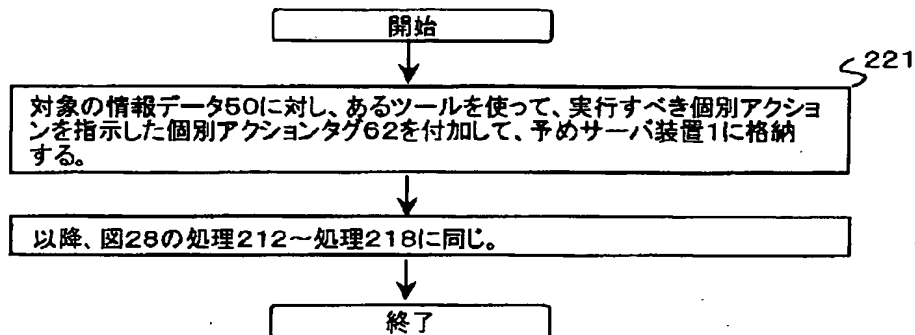 開始
221
対象の情報データ50に対し、あるツールを使って、実行すべき個別アクショ
ンを指示した個別アクションタグ62を付加して、予めサーバ装置1に格納
する。
以降、図28の処理212〜処理218に同じ。
終了